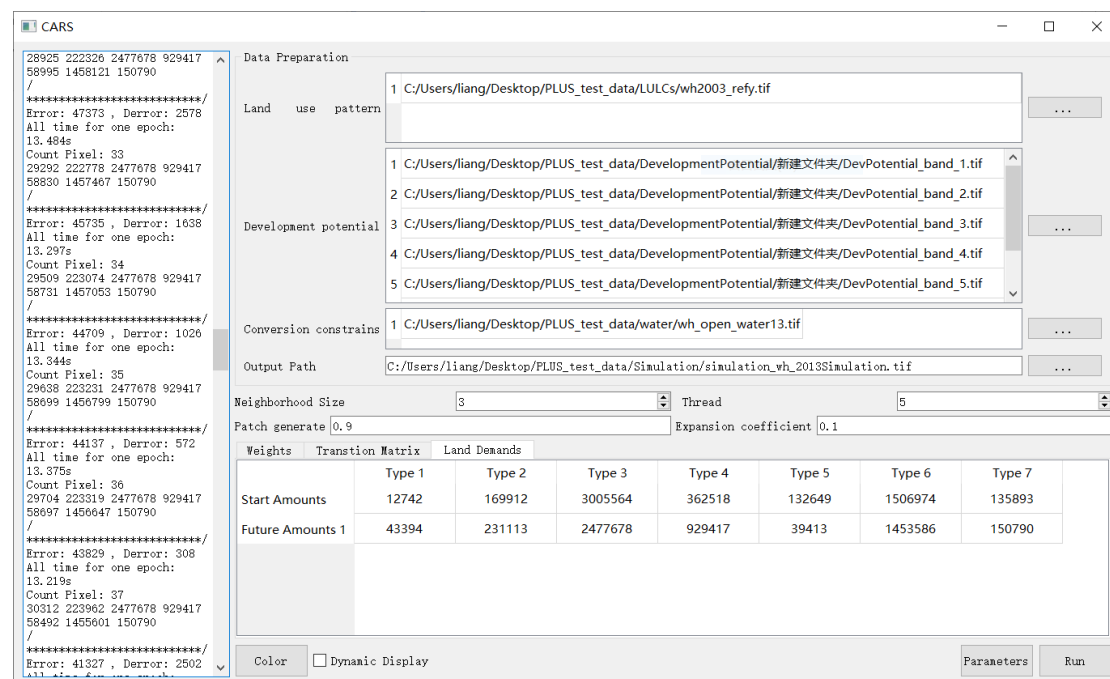 CARS
28925 222326 2477678 929417
58995 1458121 150790
/
***************************/
Error: 47373 , Derror: 2578
All time for one epoch:
13.484s
Count Pixel: 33
29292 222778 2477678 929417
58830 1457467 150790
/
***************************/
Error: 45735 , Derror: 1638
All time for one epoch:
13.297s
Count Pixel: 34
29509 223074 2477678 929417
58731 1457053 150790
/
***************************/
Error: 44709 , Derror: 1026
All time for one epoch:
13.344s
Count Pixel: 35
29638 223231 2477678 929417
58699 1456799 150790
/
***************************/
Error: 44137 , Derror: 572
All time for one epoch:
13.375s
Count Pixel: 36
29704 223319 2477678 929417
58697 1456647 150790
/
***************************/
Error: 43829 , Derror: 308
All time for one epoch:
13.219s
Count Pixel: 37
30312 223962 2477678 929417
58492 1455601 150790
/
***************************/
Error: 41327 , Derror: 2502
Data Preparation
Land use pattern
1 C:/Users/liang/Desktop/PLUS_test_data/LULCs/wh2003_refy.tif
...
Development potential
1 C:/Users/liang/Desktop/PLUS_test_data/DevelopmentPotential/新建文件夹/DevPotential_band_1.tif
2 C:/Users/liang/Desktop/PLUS_test_data/DevelopmentPotential/新建文件夹/DevPotential_band_2.tif
3 C:/Users/liang/Desktop/PLUS_test_data/DevelopmentPotential/新建文件夹/DevPotential_band_3.tif
4 C:/Users/liang/Desktop/PLUS_test_data/DevelopmentPotential/新建文件夹/DevPotential_band_4.tif
5 C:/Users/liang/Desktop/PLUS_test_data/DevelopmentPotential/新建文件夹/DevPotential_band_5.tif
...
Conversion constrains
1 C:/Users/liang/Desktop/PLUS_test_data/water/wh_open_water13.tif
...
Output Path
C:/Users/liang/Desktop/PLUS_test_data/Simulation/simulation_wh_2013Simulation.tif
...
Neighborhood Size 3 Thread 5
Patch generate 0.9 Expansion coefficient 0.1
Weights Transtion Matrix Land Demands
Type 1 Type 2 Type 3 Type 4 Type 5 Type 6 Type 7
Start Amounts 12742 169912 3005564 362518 132649 1506974 135893
Future Amounts 1 43394 231113 2477678 929417 39413 1453586 150790
Color Dynamic Display Parameters Run